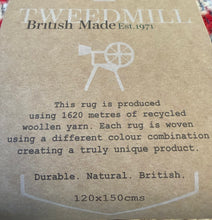 TWEEDMILL
British Made Est.1971
This rug is produced
using 1620 metres of recycled
woollen yarn. Each rug is woven
using a different colour combination
creating a truly unique product.
Durable. Natural. British.
120x150cms